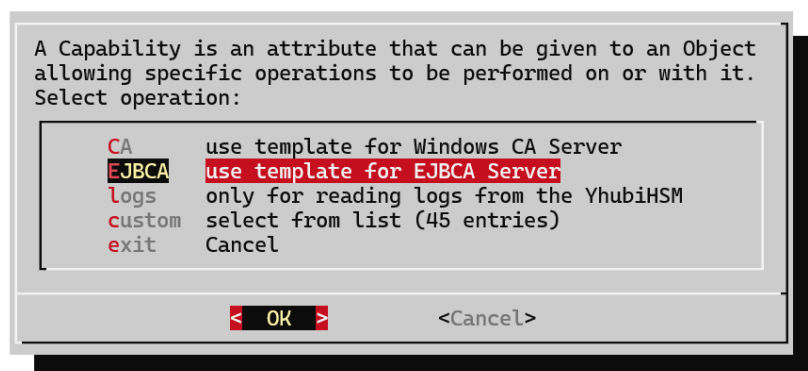 A Capability is an attribute that can be given to an Object
allowing specific operations to be performed on or with it.
Select operation:
CA use template for Windows CA Server
EJBCA use template for EJBCA Server
logs only for reading logs from the YhubiHSM
custom select from list (45 entries)
exit Cancel
< OK > <Cancel>